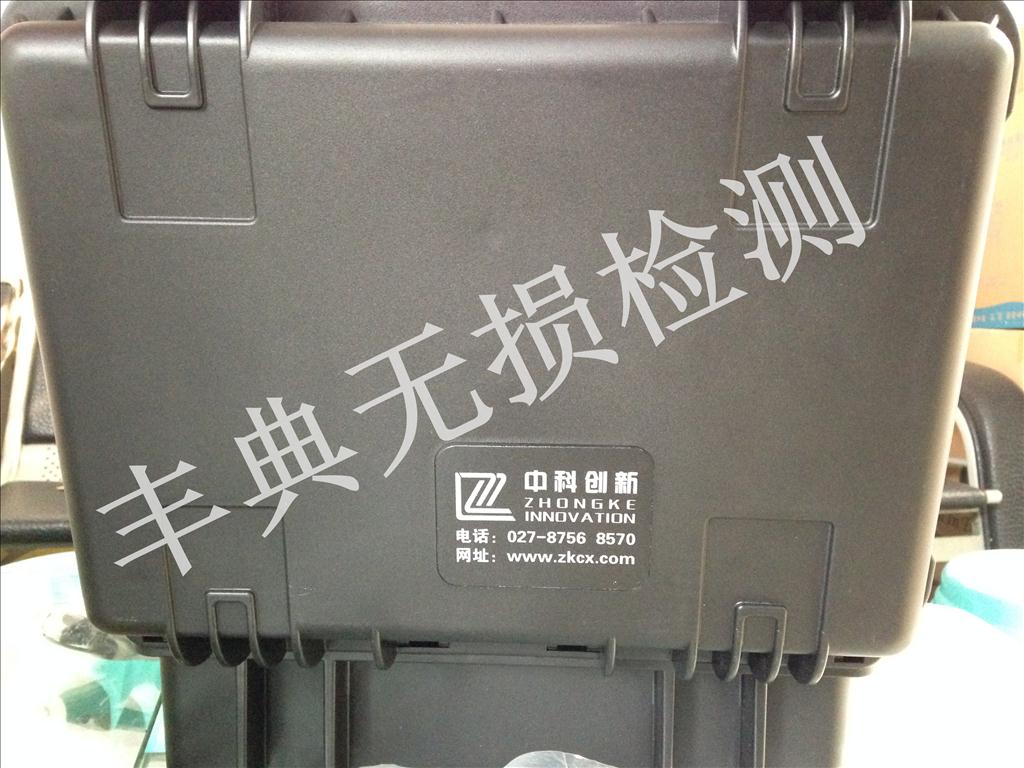 丰典无损检测
中科创新
ZHONGKE
INNOVATION
电话：027-8756 8570
网址：www.zkcx.com